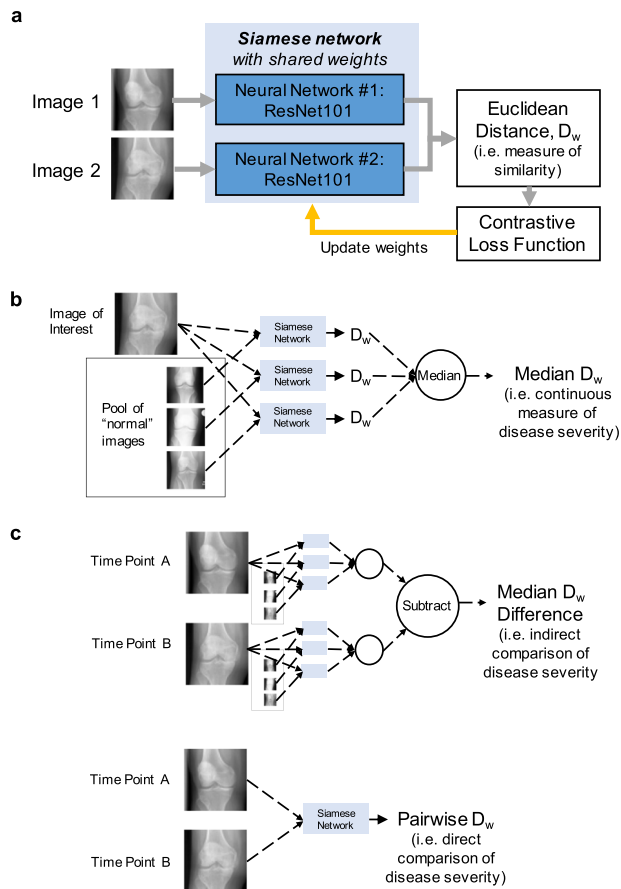 a
Siamese network
with shared weights
Image 1
Neural Network #1:
ResNet101
Image 2
Neural Network #2:
ResNet101
Euclidean
Distance, Dw
(i.e. measure of
similarity)
Update weights
Contrastive
Loss Function
b
Image of
Interest
Pool of
“normal”
images
Siamese
Network
Dw
Siamese
Network
Dw
Siamese
Network
Dw
Median
Median Dw
(i.e. continuous
measure of
disease severity)
c
Time Point A
Time Point B
Subtract
Median Dw
Difference
(i.e. indirect
comparison of
disease severity
Time Point A
Time Point B
Siamese
Network
Pairwise Dw
(i.e. direct
comparison of
disease severity)